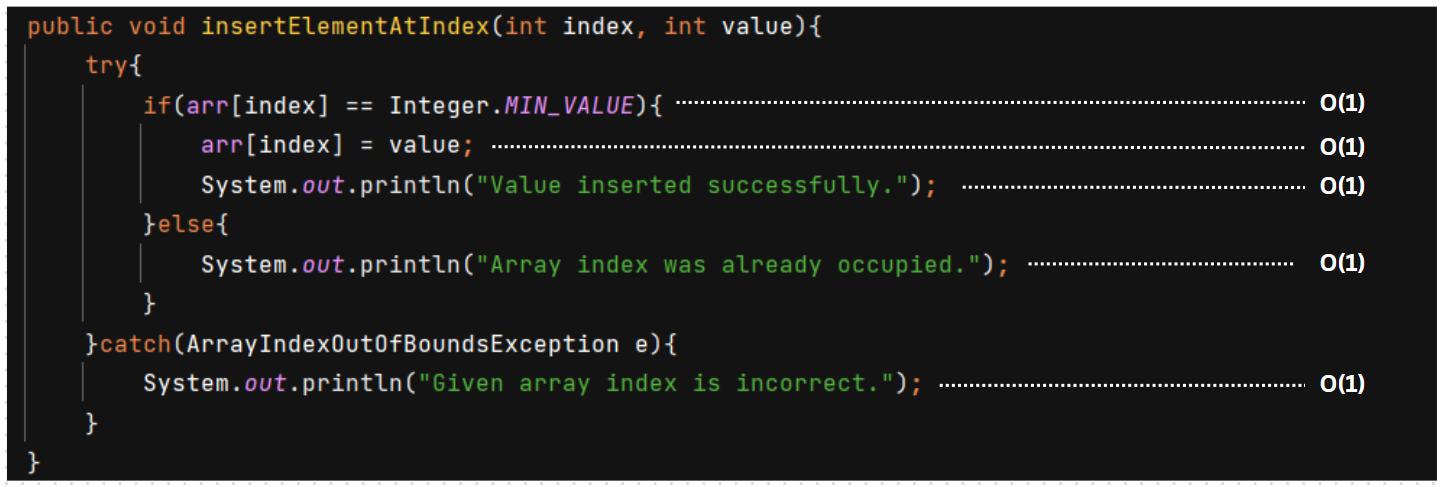 public void insertElementAtIndex(int index, int value){
try{
if(arr[index] == Integer.MIN_VALUE){ O(1)
arr[index] = value; O(1)
System.out.println("Value inserted successfully."); O(1)
}else{
System.out.println("Array index was already occupied."); O(1)
}
}catch(ArrayIndexOutOfBoundsException e){
System.out.println("Given array index is incorrect."); O(1)
}
}